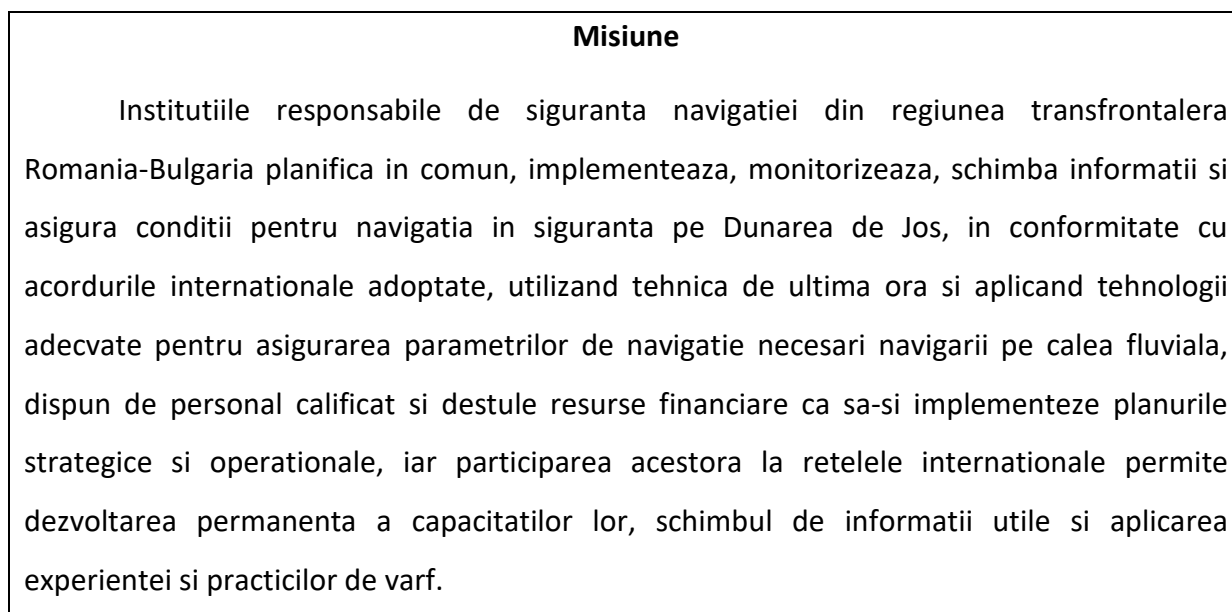 Misiune
Institutiile responsabile de siguranta navigatiei din regiunea transfrontalera
Romania-Bulgaria planifica in comun, implementeaza, monitorizeaza, schimba informatii si
asigura conditii pentru navigatia in siguranta pe Dunarea de Jos, in conformitate cu
acordurile internationale adoptate, utilizand tehnica de ultima ora si aplicand tehnologii
adecvate pentru asigurarea parametrilor de navigatie necesari navigarii pe calea fluviala,
dispun de personal calificat si destule resurse financiare ca sa-si implementeze planurile
strategice si operationale, iar participarea acestora la retelele internationale permite
dezvoltarea permanenta a capacitatilor lor, schimbul de informatii utile si aplicarea
experientei si practicilor de varf.